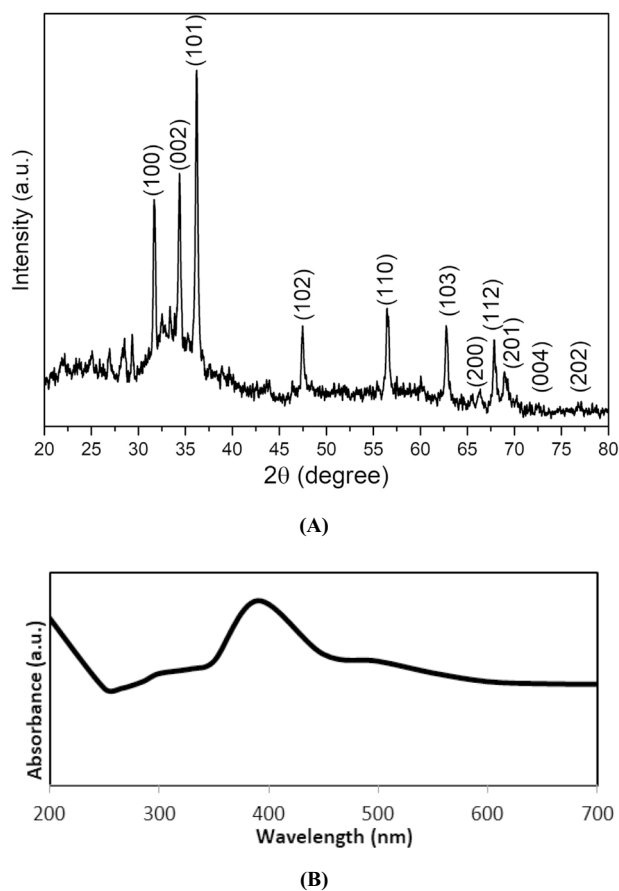 (100)
(002)
(101)
(102)
(110)
(103)
(200)
(112)
(201)
(004)
(202)
Intensity (a.u.)
20 25 30 35 40 45 50 55 60 65 70 75 80
2θ (degree)
(A)
Absorbance (a.u.)
200 300 400 500 600 700
Wavelength (nm)
(B)